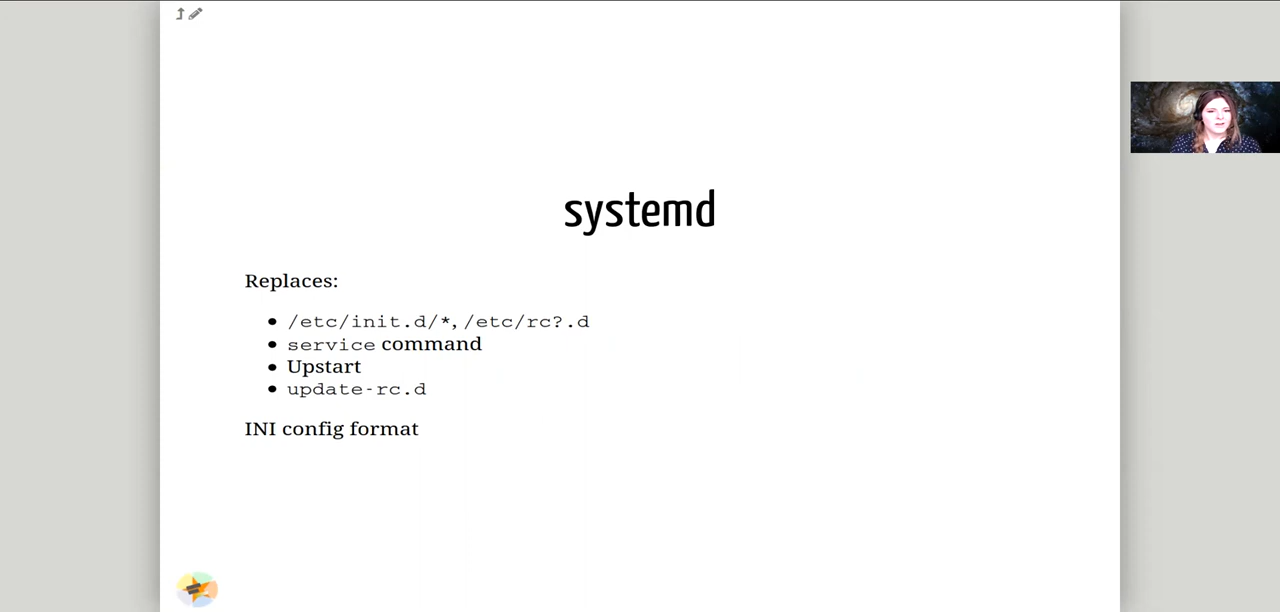 systemd
Replaces:
/etc/init.d/*, /etc/rc?.d
service command
Upstart
update-rc.d
INI config format